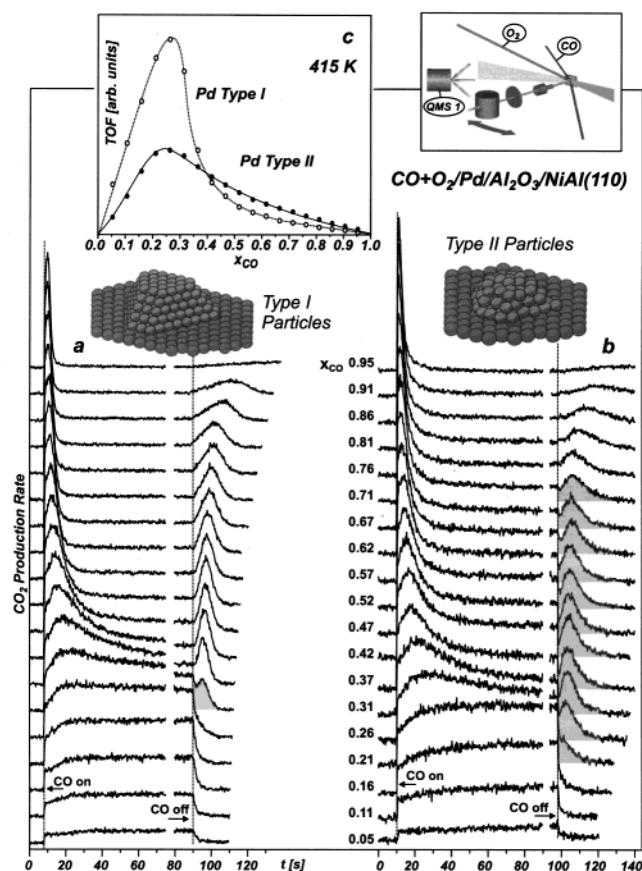 c
415 K
TOF [arb. units]
Pd Type I
Pd Type II
0.0 0.1 0.2 0.3 0.4 0.5 0.6 0.7 0.8 0.9 1.0
xCO
O2
CO
QMS 1
CO+O2/Pd/Al2O3/NiAl(110)
Type I
Particles
Type II Particles
a
b
CO2 Production Rate
xCO 0.95
0.91
0.86
0.81
0.76
0.71
0.67
0.62
0.57
0.52
0.47
0.42
0.37
0.31
0.26
0.21
0.16
0.11
0.05
CO on
CO off
CO on
CO off
0 20 40 60 80 100 120
t [s]
0 20 40 60 80 100 120 140